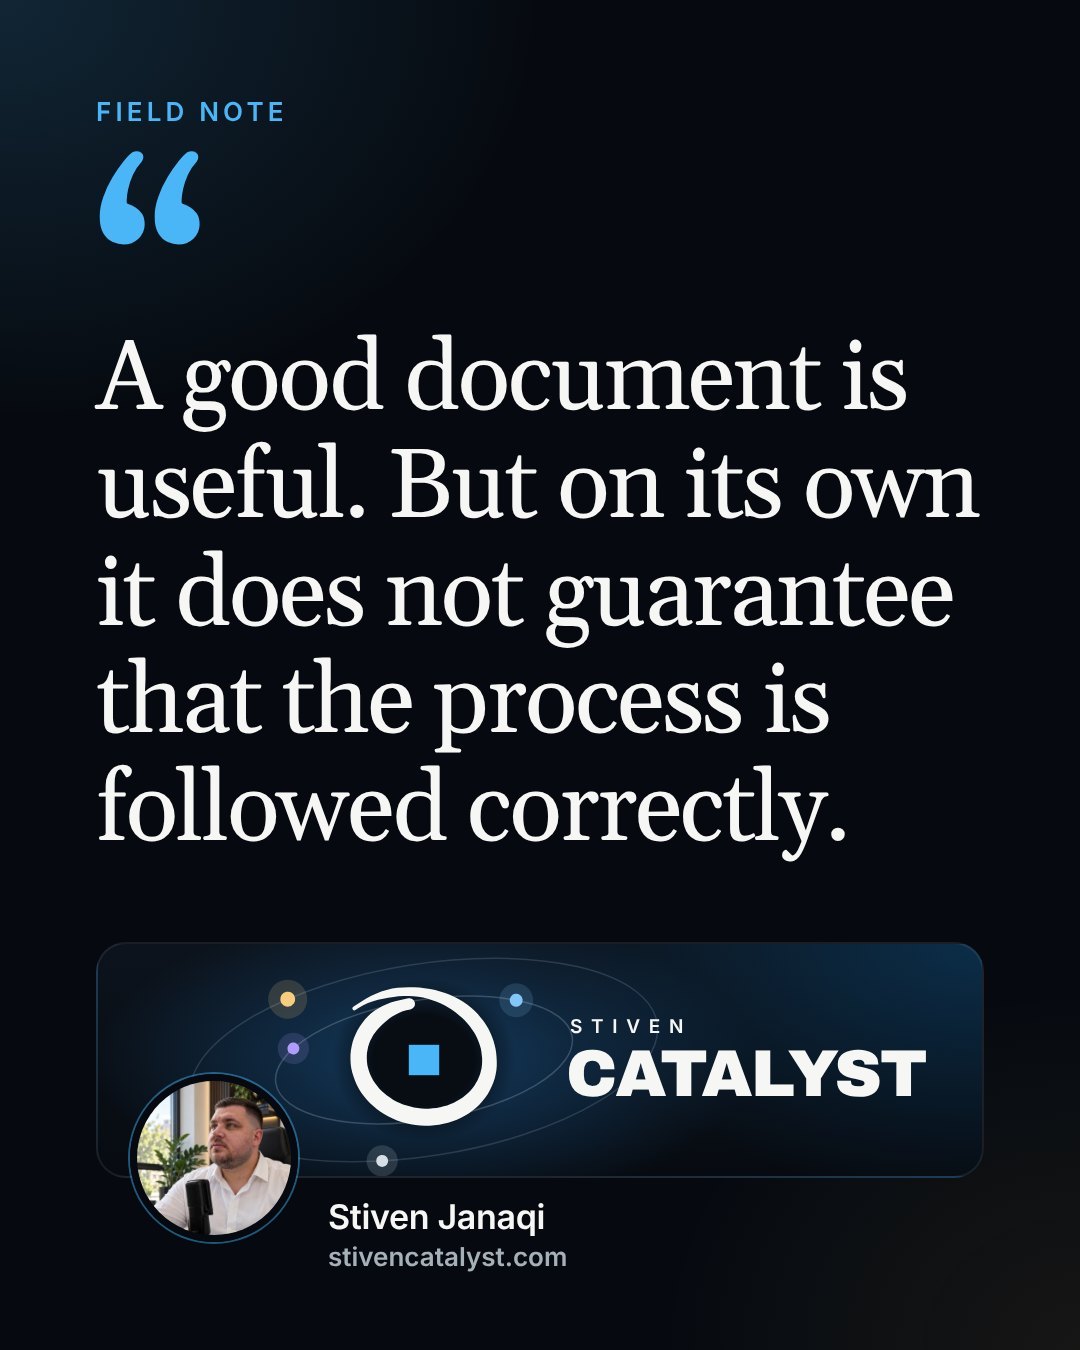 FIELD NOTE
“
A good document is
useful. But on its own
it does not guarantee
that the process is
followed correctly.
STIVEN
CATALYST
Stiven Janaqi
stivencatalyst.com